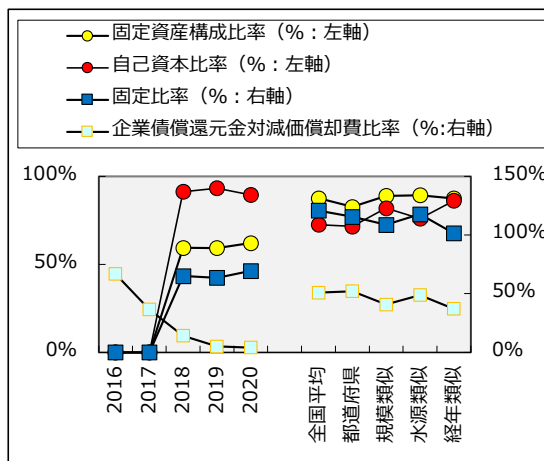 固定資産構成比率（%：左軸）
自己資本比率（%：左軸）
固定比率（%：右軸）
企業債償還元金対減価償却費比率（%:右軸）
100%
50%
0%
150%
100%
50%
0%
2016
2017
2018
2019
2020
全国平均
都道府県
規模類似
水源類似
経年類似